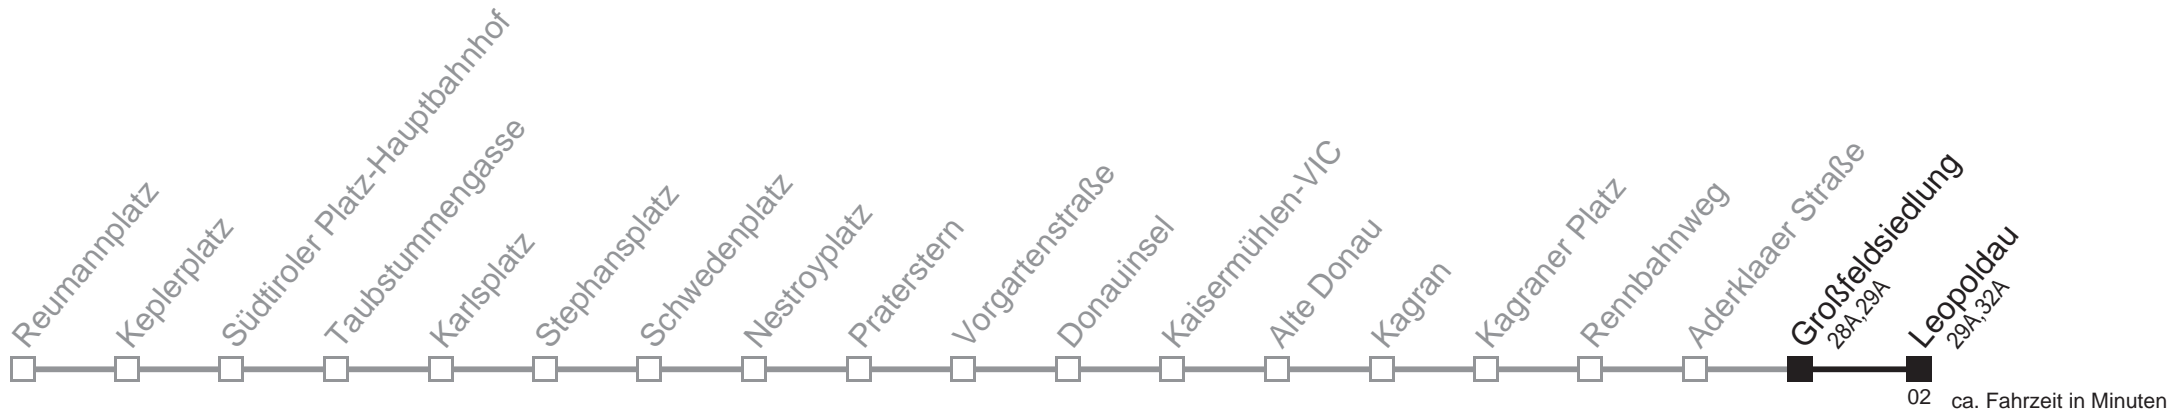 Reumannplatz
Keplerplatz
Südtiroler Platz-Hauptbahnhof
Taubstummengasse
Karlsplatz
Stephansplatz
Schwedenplatz
Nestroyplatz
Praterstern
Vorgartenstraße
Donauinsel
Kaisermühlen-VIC
Alte Donau
Kagran
Kagraner Platz
Rennbahnweg
Aderklaaer Straße
Großfeldsiedlung
28A,29A
Leopoldau
29A,32A
02
ca. Fahrzeit in Minuten